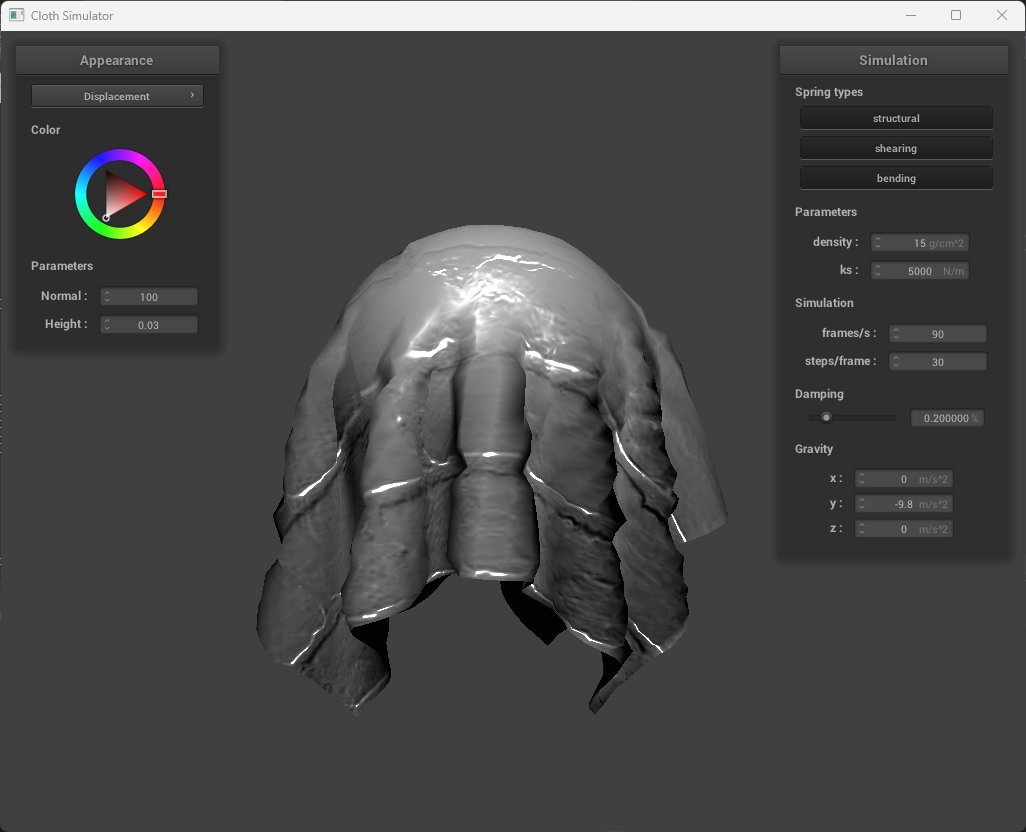 Cloth Simulator
Appearance
Displacement
Color
Parameters
Normal : 100
Height : 0.03
Simulation
Spring types
structural
shearing
bending
Parameters
density : 15 g/cm^2
ks : 5000 N/m
Simulation
frames/s : 90
steps/frame : 30
Damping
0.200000 %
Gravity
x : 0 m/s^2
y : -9.8 m/s^2
z : 0 m/s^2